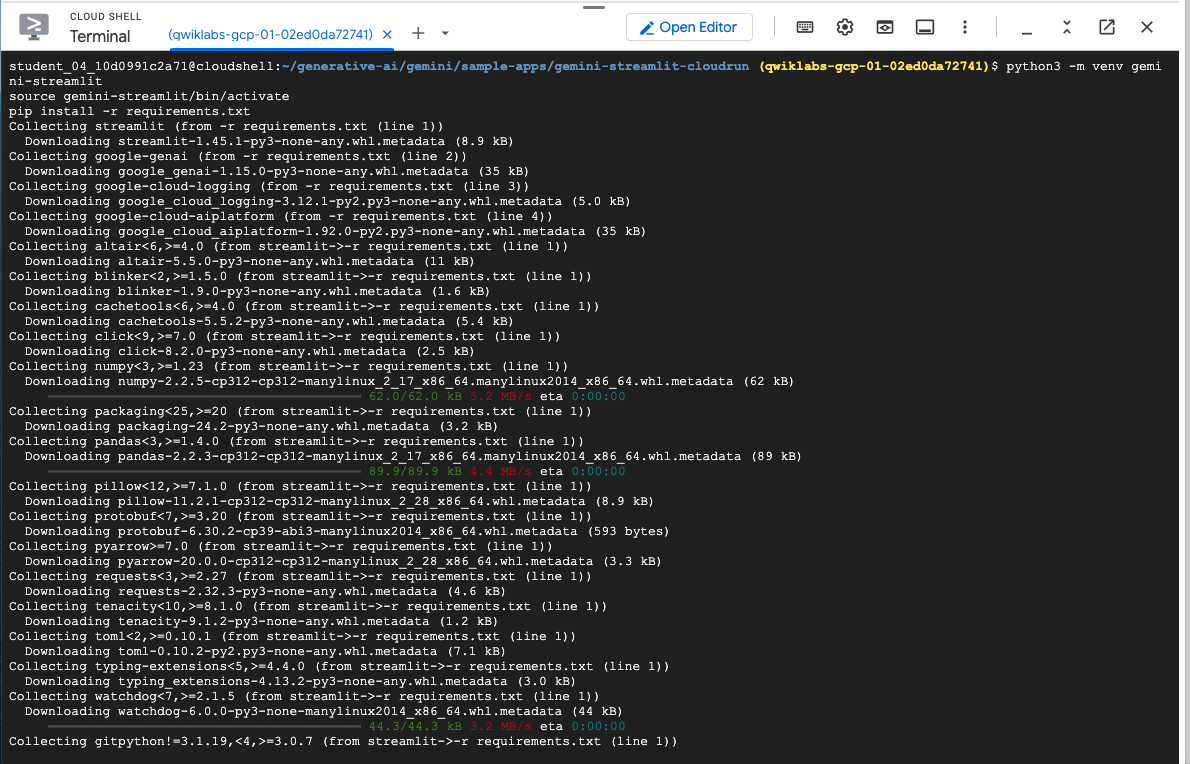 CLOUD SHELL
Terminal
(qwiklabs-gcp-01-02ed0da72741)
Open Editor
student_04_10d0991c2a71@cloudshell:~/generative-ai/gemini/sample-apps/gemini-streamlit-cloudrun (qwiklabs-gcp-01-02ed0da72741)$ python3 -m venv gemi
ni-streamlit
source gemini-streamlit/bin/activate
pip install -r requirements.txt
Collecting streamlit (from -r requirements.txt (line 1))
  Downloading streamlit-1.45.1-py3-none-any.whl.metadata (8.9 kB)
Collecting google-genai (from -r requirements.txt (line 2))
  Downloading google_genai-1.15.0-py3-none-any.whl.metadata (35 kB)
Collecting google-cloud-logging (from -r requirements.txt (line 3))
  Downloading google_cloud_logging-3.12.1-py2.py3-none-any.whl.metadata (5.0 kB)
Collecting google-cloud-aiplatform (from -r requirements.txt (line 4))
  Downloading google_cloud_aiplatform-1.92.0-py2.py3-none-any.whl.metadata (35 kB)
Collecting altair<6,>=4.0 (from streamlit->-r requirements.txt (line 1))
  Downloading altair-5.5.0-py3-none-any.whl.metadata (11 kB)
Collecting blinker<2,>=1.5.0 (from streamlit->-r requirements.txt (line 1))
  Downloading blinker-1.9.0-py3-none-any.whl.metadata (1.6 kB)
Collecting cachetools<6,>=4.0 (from streamlit->-r requirements.txt (line 1))
  Downloading cachetools-5.5.2-py3-none-any.whl.metadata (5.4 kB)
Collecting click<9,>=7.0 (from streamlit->-r requirements.txt (line 1))
  Downloading click-8.2.0-py3-none-any.whl.metadata (2.5 kB)
Collecting numpy<3,>=1.23 (from streamlit->-r requirements.txt (line 1))
  Downloading numpy-2.2.5-cp312-cp312-manylinux_2_17_x86_64.manylinux2014_x86_64.whl.metadata (62 kB)
62.0/62.0 kB 5.2 MB/s eta 0:00:00
Collecting packaging<25,>=20 (from streamlit->-r requirements.txt (line 1))
  Downloading packaging-24.2-py3-none-any.whl.metadata (3.2 kB)
Collecting pandas<3,>=1.4.0 (from streamlit->-r requirements.txt (line 1))
  Downloading pandas-2.2.3-cp312-cp312-manylinux_2_17_x86_64.manylinux2014_x86_64.whl.metadata (89 kB)
89.9/89.9 kB 4.4 MB/s eta 0:00:00
Collecting pillow<12,>=7.1.0 (from streamlit->-r requirements.txt (line 1))
  Downloading pillow-11.2.1-cp312-cp312-manylinux_2_28_x86_64.whl.metadata (8.9 kB)
Collecting protobuf<7,>=3.20 (from streamlit->-r requirements.txt (line 1))
  Downloading protobuf-6.30.2-cp39-abi3-manylinux2014_x86_64.whl.metadata (593 bytes)
Collecting pyarrow>=7.0 (from streamlit->-r requirements.txt (line 1))
  Downloading pyarrow-20.0.0-cp312-cp312-manylinux_2_28_x86_64.whl.metadata (3.3 kB)
Collecting requests<3,>=2.27 (from streamlit->-r requirements.txt (line 1))
  Downloading requests-2.32.3-py3-none-any.whl.metadata (4.6 kB)
Collecting tenacity<10,>=8.1.0 (from streamlit->-r requirements.txt (line 1))
  Downloading tenacity-9.1.2-py3-none-any.whl.metadata (1.2 kB)
Collecting toml<2,>=0.10.1 (from streamlit->-r requirements.txt (line 1))
  Downloading toml-0.10.2-py2.py3-none-any.whl.metadata (7.1 kB)
Collecting typing-extensions<5,>=4.4.0 (from streamlit->-r requirements.txt (line 1))
  Downloading typing_extensions-4.13.2-py3-none-any.whl.metadata (3.0 kB)
Collecting watchdog<7,>=2.1.5 (from streamlit->-r requirements.txt (line 1))
  Downloading watchdog-6.0.0-py3-none-manylinux2014_x86_64.whl.metadata (44 kB)
44.3/44.3 kB 3.2 MB/s eta 0:00:00
Collecting gitpython!=3.1.19,<4,>=3.0.7 (from streamlit->-r requirements.txt (line 1))